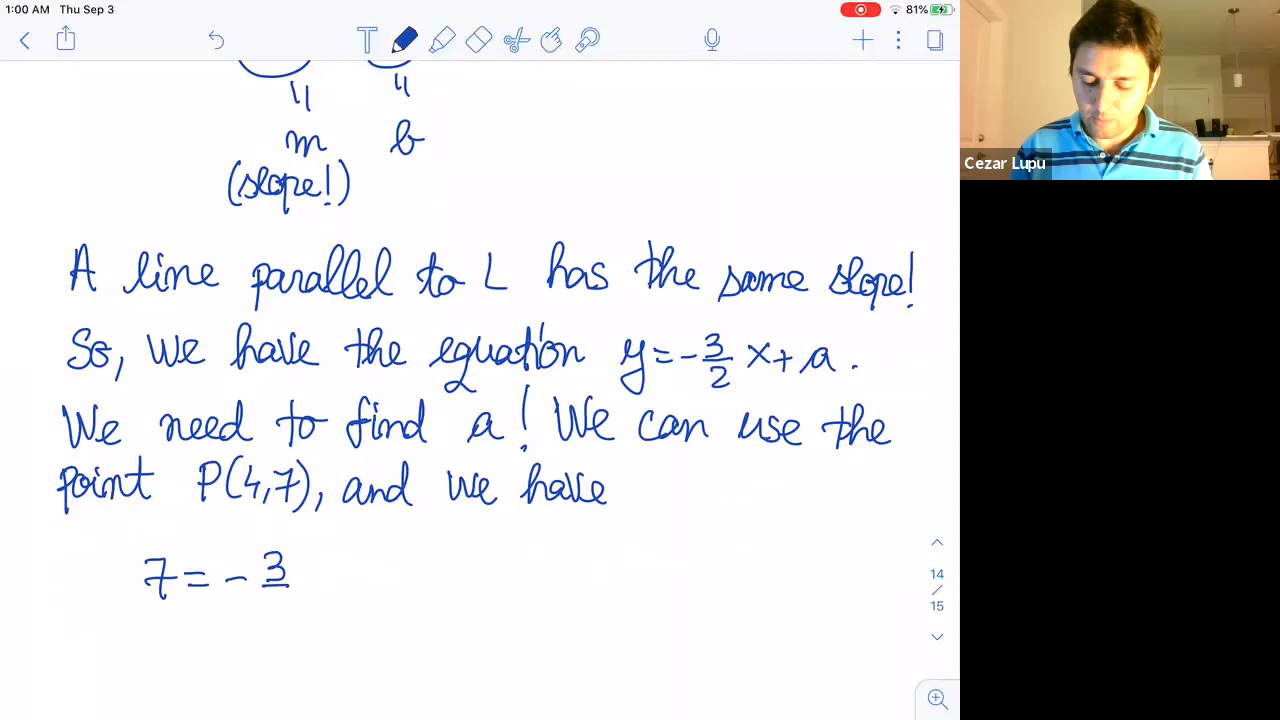 1:00 AM Thu Sep 3
81%
Cezar Lupu
m b
(slope!)
A line parallel to L has the same slope!
So, we have the equation y = -3/2 x + a.
We need to find a! We can use the
point P(4,7), and we have
7 = - 3
14
/
15